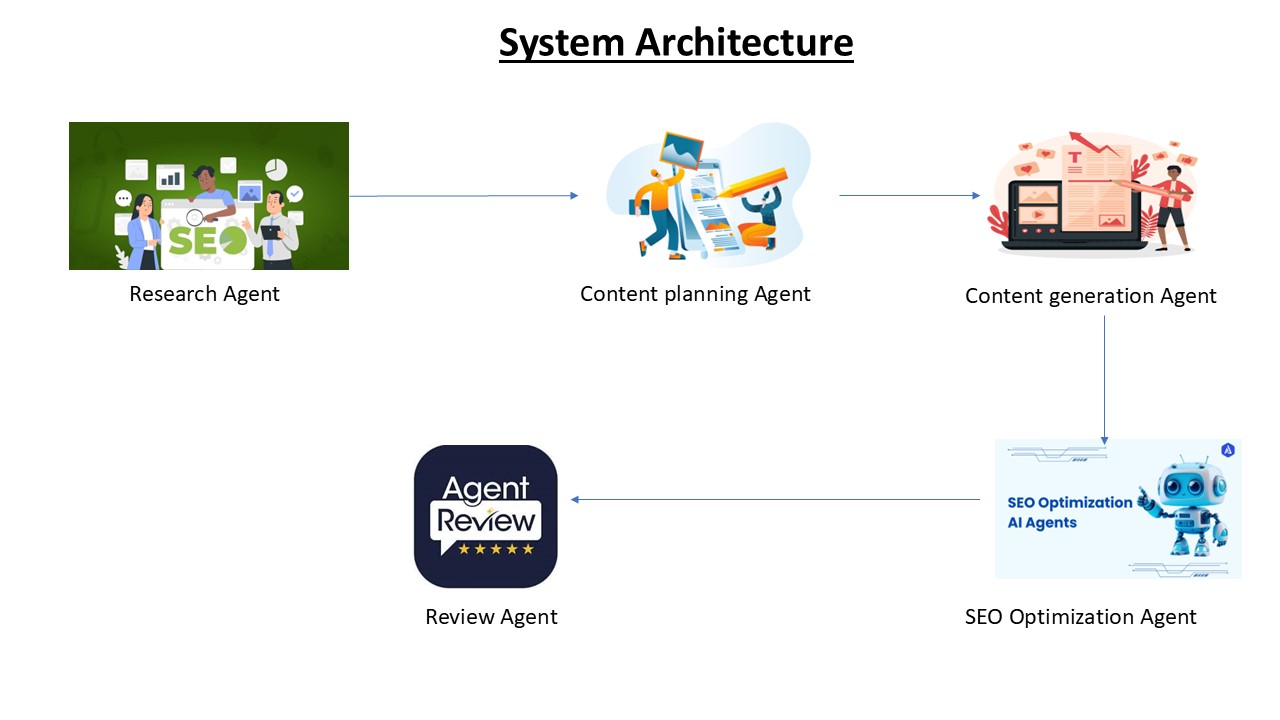 System Architecture
SEO
T
Research Agent
Content planning Agent
Content generation Agent
Agent
Review
SEO Optimization
AI Agents
Review Agent
SEO Optimization Agent